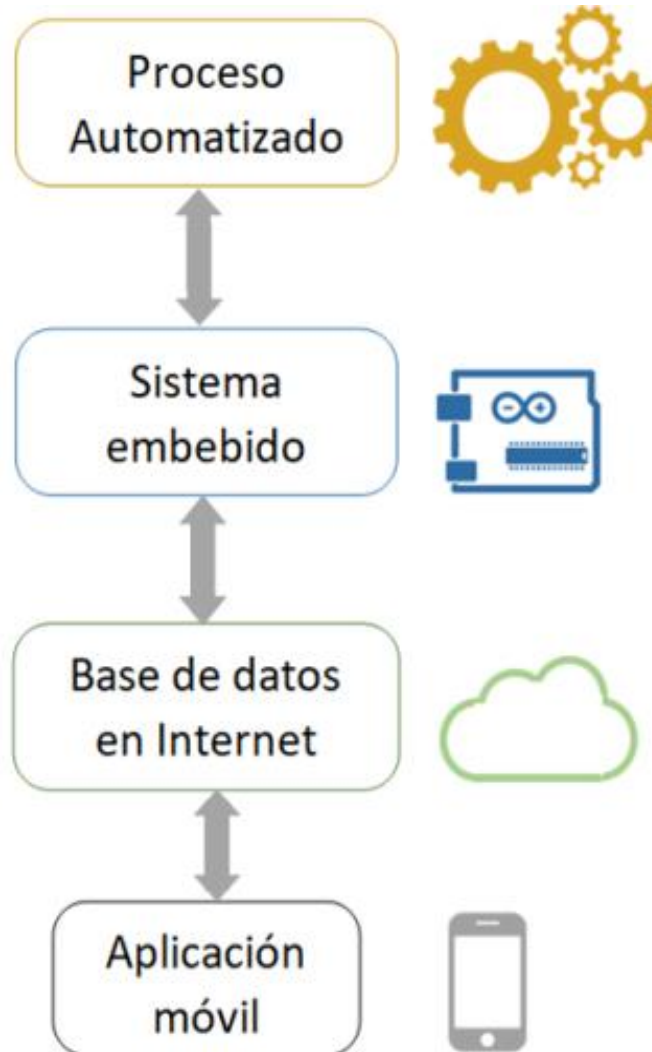 Proceso
Automatizado
Sistema
embebido
Base de datos
en Internet
Aplicación
móvil